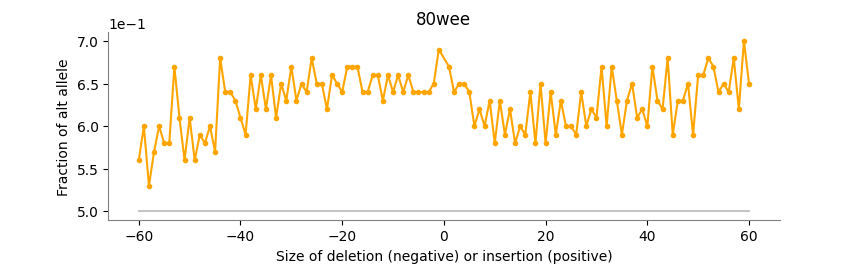 80wee
1e−1
7.0
6.5
6.0
5.5
5.0
Fraction of alt allele
−60 −40 −20 0 20 40 60
Size of deletion (negative) or insertion (positive)